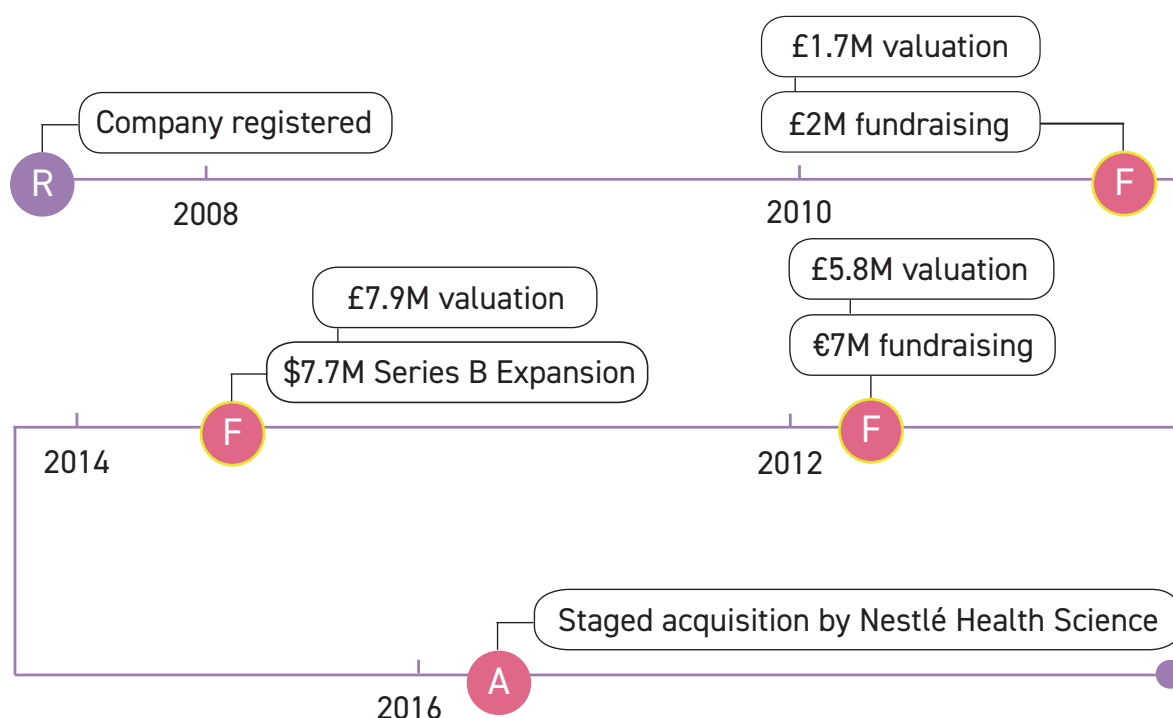 £1.7M valuation
Company registered
£2M fundraising
R
F
2008
2010
£7.9M valuation
£5.8M valuation
$7.7M Series B Expansion
€7M fundraising
F
F
2014
2012
Staged acquisition by Nestlé Health Science
A
2016